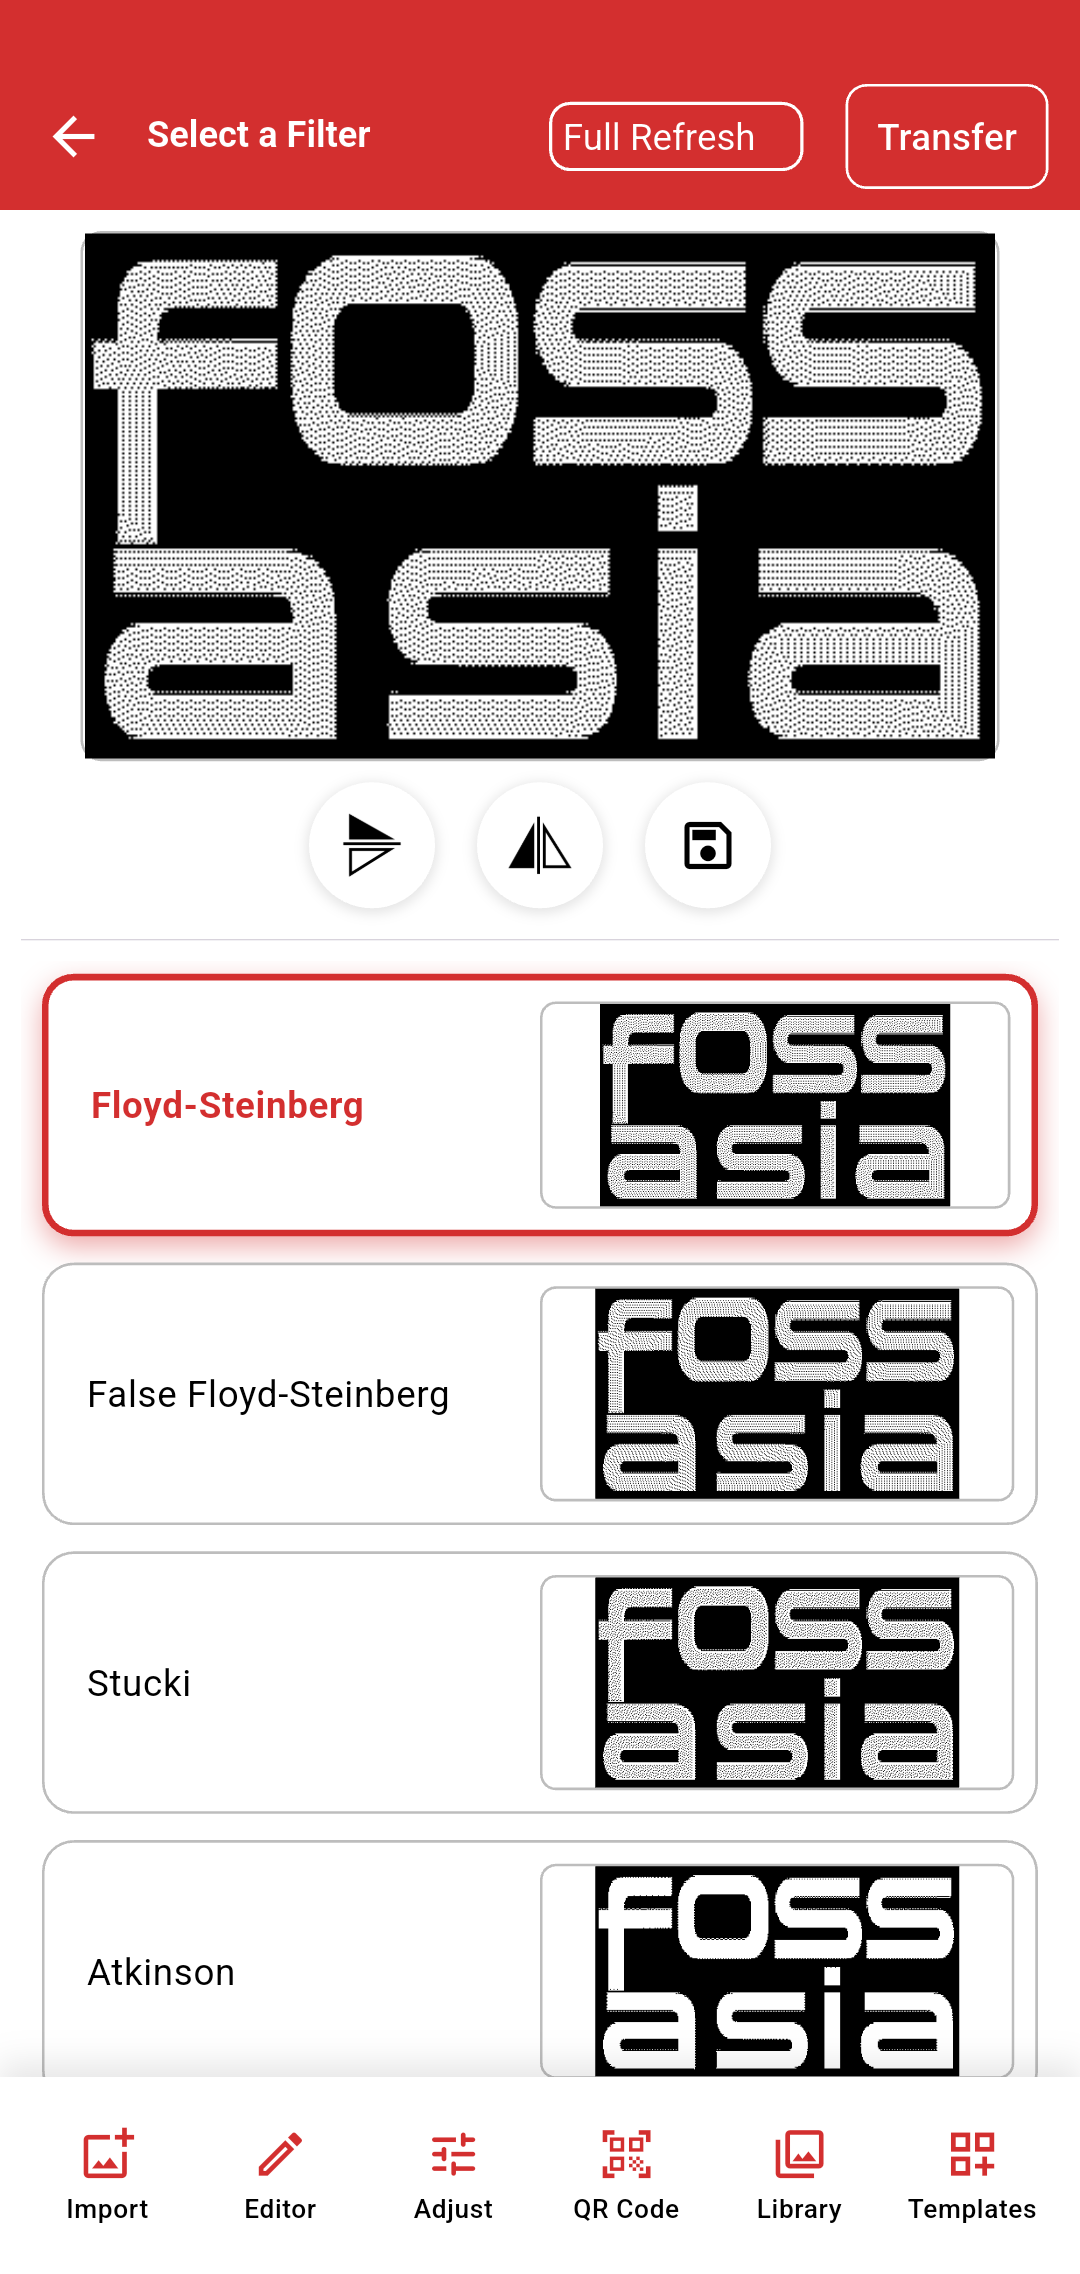 Select a Filter
Full Refresh
Transfer
foss
asia
Floyd-Steinberg
foss
asia
False Floyd-Steinberg
foss
asia
Stucki
foss
asia
Atkinson
foss
asia
Import
Editor
Adjust
QR Code
Library
Templates